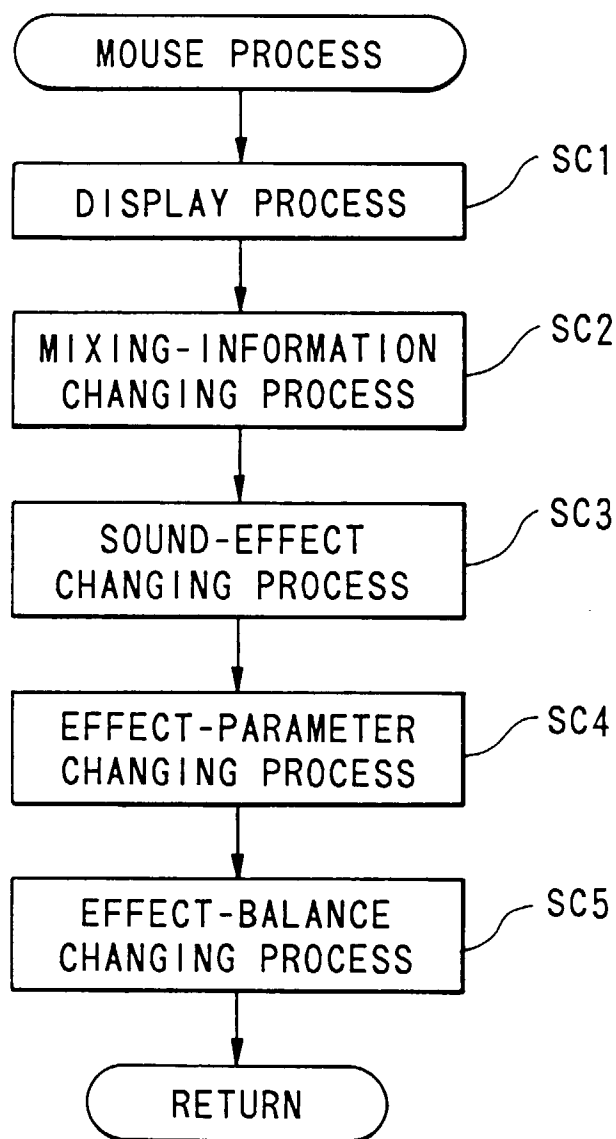 MOUSE PROCESS
DISPLAY PROCESS
SC1
MIXING-INFORMATION
CHANGING PROCESS
SC2
SOUND-EFFECT
CHANGING PROCESS
SC3
EFFECT-PARAMETER
CHANGING PROCESS
SC4
EFFECT-BALANCE
CHANGING PROCESS
SC5
RETURN